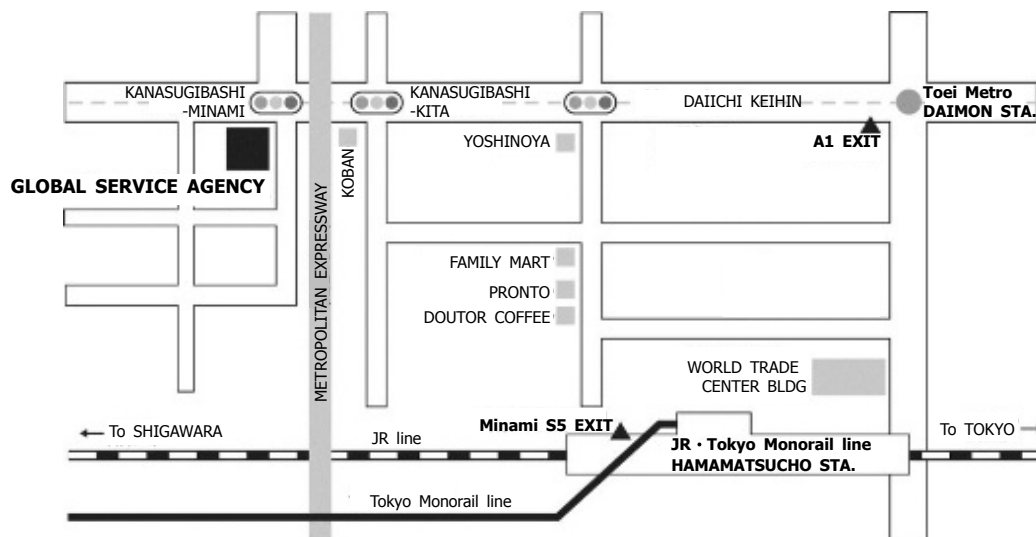 KANASUGIBASHI
-MINAMI
KANASUGIBASHI
-KITA
DAIICHI KEIHIN
Toei Metro
DAIMON STA.
A1 EXIT
YOSHINOYA
KOBAN
GLOBAL SERVICE AGENCY
METROPOLITAN EXPRESSWAY
FAMILY MART
PRONTO
DOUTOR COFFEE
WORLD TRADE
CENTER BLDG
Minami S5 EXIT
← To SHIGAWARA
JR line
JR・Tokyo Monorail line
HAMAMATSUCHO STA.
To TOKYO
Tokyo Monorail line